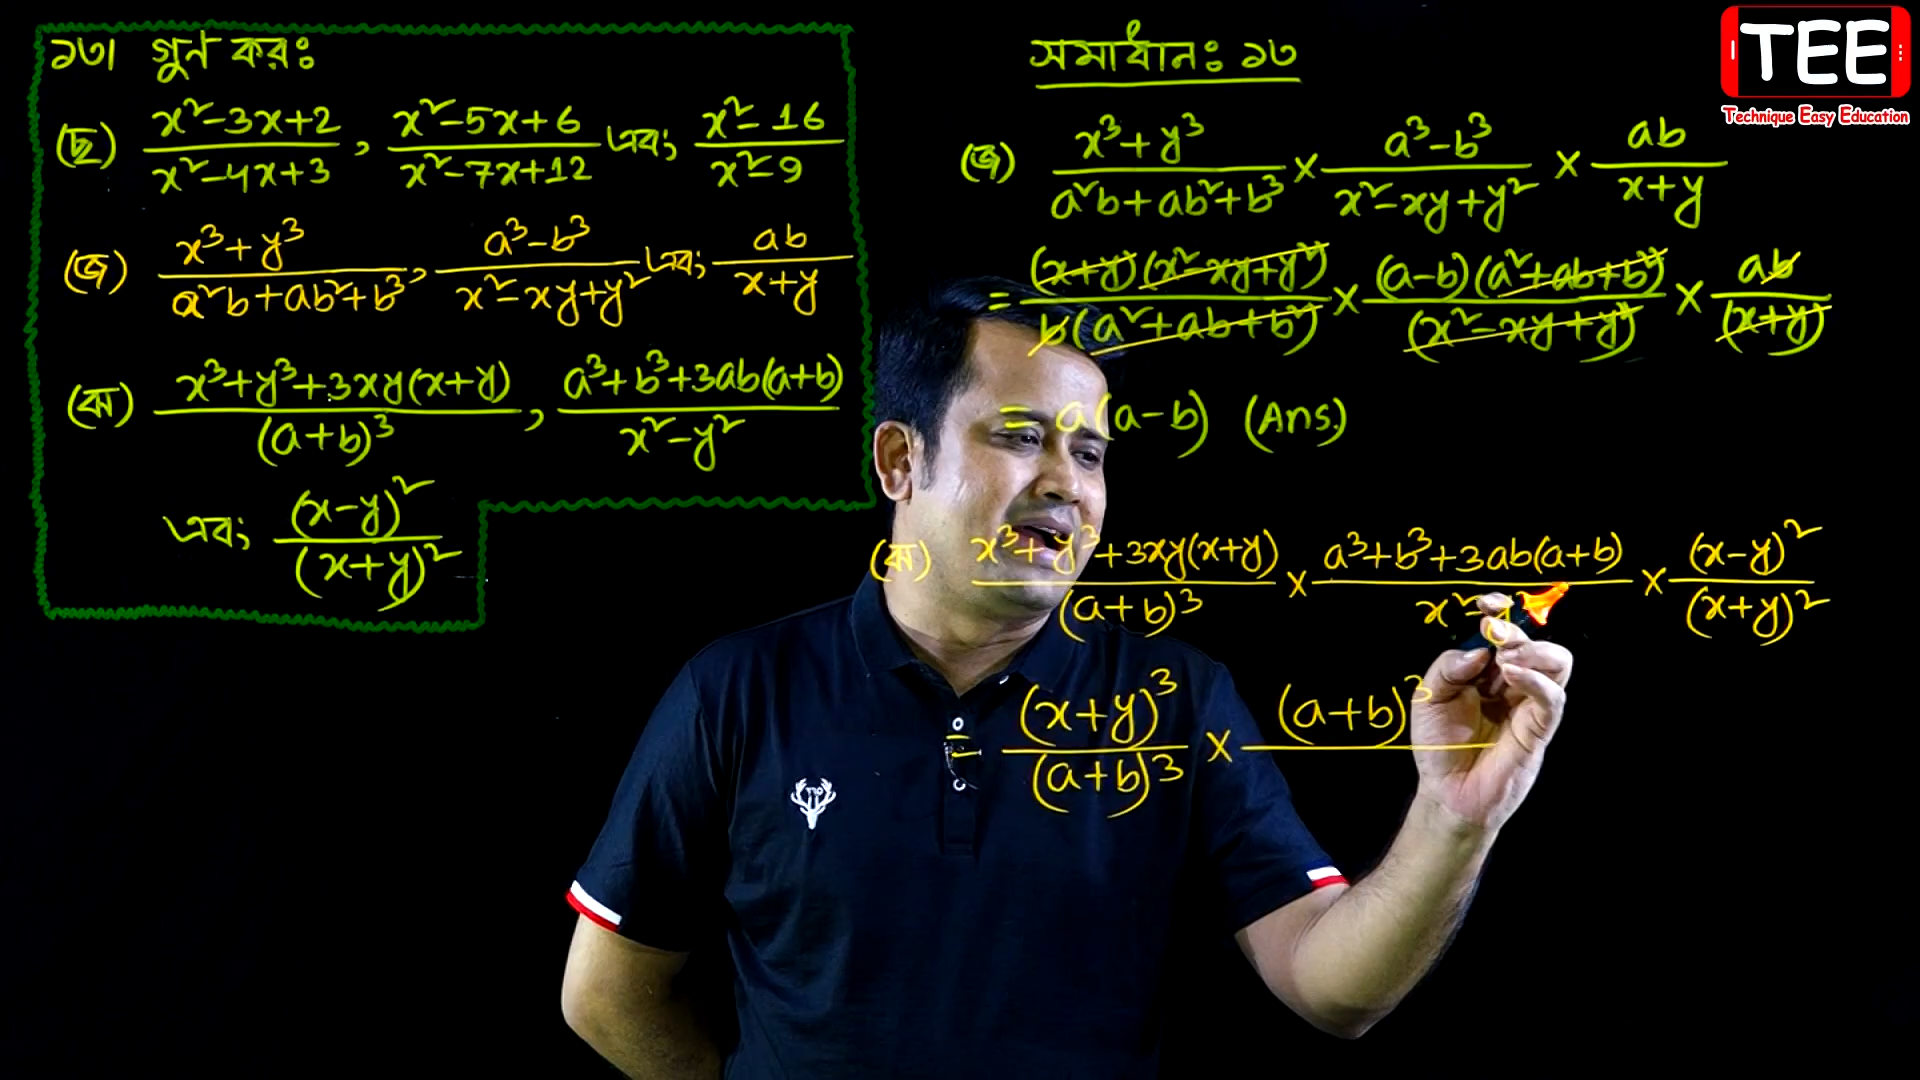 ১৩। গুণ কর:
(ছ) (x²-3x+2)/(x²-4x+3), (x²-5x+6)/(x²-7x+12) এবং (x²-16)/(x²-9)
(জ) (x³+y³)/(a²b+ab²+b³), (a³-b³)/(x²-xy+y²) এবং (ab)/(x+y)
(ঝ) (x³+y³+3xy(x+y))/((a+b)³), (a³+b³+3ab(a+b))/(x²-y²)
এবং ((x-y)²)/((x+y)²)
TEE
Technique Easy Education
সমাধান: ১৩
(জ) (x³+y³)/(a²b+ab²+b³) × (a³-b³)/(x²-xy+y²) × (ab)/(x+y)
= ((x+y)(x²-xy+y²))/(b(a²+ab+b²)) × ((a-b)(a²+ab+b²))/((x²-xy+y²)) × (ab)/((x+y))
= a(a-b) (Ans.)
(ঝ) (x³+y³+3xy(x+y))/((a+b)³) × (a³+b³+3ab(a+b))/(x²-y²) × ((x-y)²)/((x+y)²)
= ((x+y)³)/((a+b)³) × (a+b)³